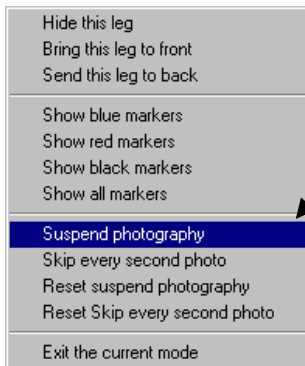 Hide this leg
Bring this leg to front
Send this leg to back
Show blue markers
Show red markers
Show black markers
Show all markers
Suspend photography
Skip every second photo
Reset suspend photography
Reset Skip every second photo
Exit the current mode